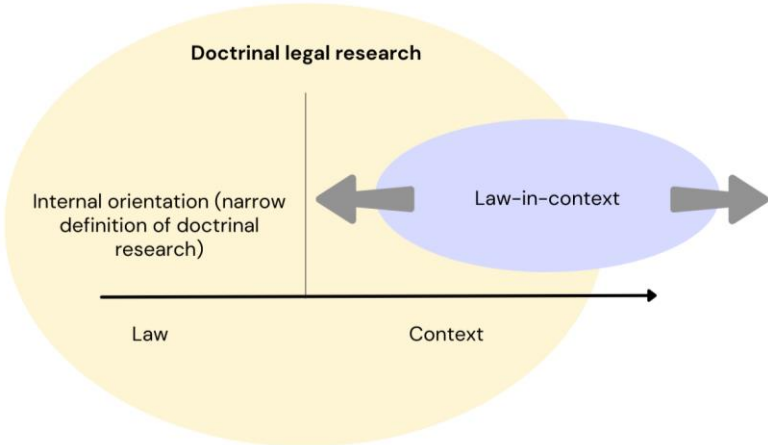 Doctrinal legal research
Internal orientation (narrow
definition of doctrinal
research)
Law-in-context
Law
Context